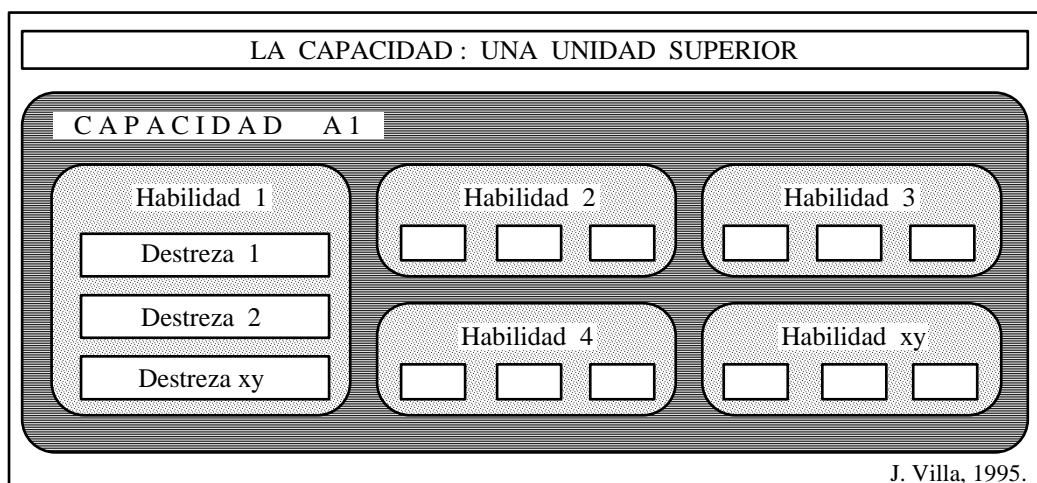 LA CAPACIDAD : UNA UNIDAD SUPERIOR
CAPACIDAD A1
Habilidad 1
Destreza 1
Destreza 2
Destreza xy
Habilidad 2
Habilidad 3
Habilidad 4
Habilidad xy
J. Villa, 1995.